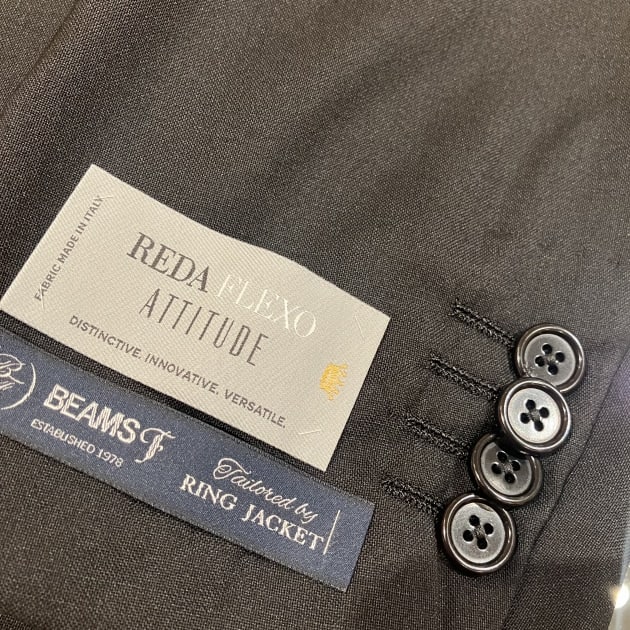 FABRIC MADE IN ITALY
REDA FLEXO
ATTITUDE
DISTINCTIVE. INNOVATIVE. VERSATILE.
BEAMS F
ESTABLISHED 1978
Tailored by
RING JACKET